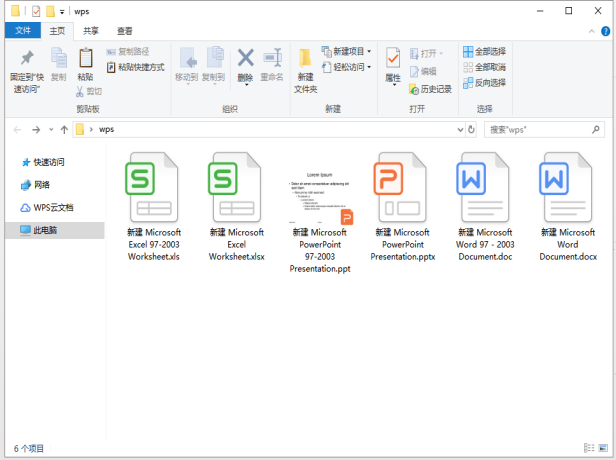 wps
文件 主页 共享 查看
固定到"快速访问"
复制
粘贴
复制路径
粘贴快捷方式
剪切
剪贴板
移动到 复制到
删除 重命名
组织
新建
文件夹
新建项目
轻松访问
新建
属性
打开
编辑
历史记录
打开
全部选择
全部取消
反向选择
选择
wps
搜索"wps"
快速访问
网络
WPS云文档
此电脑
新建 Microsoft
Excel 97-2003
Worksheet.xls
新建 Microsoft
Excel
Worksheet.xlsx
Lorem Ipsum
新建 Microsoft
PowerPoint
97-2003
Presentation.ppt
新建 Microsoft
PowerPoint
Presentation.pptx
新建 Microsoft
Word 97 - 2003
Document.doc
新建 Microsoft
Word
Document.docx
6 个项目